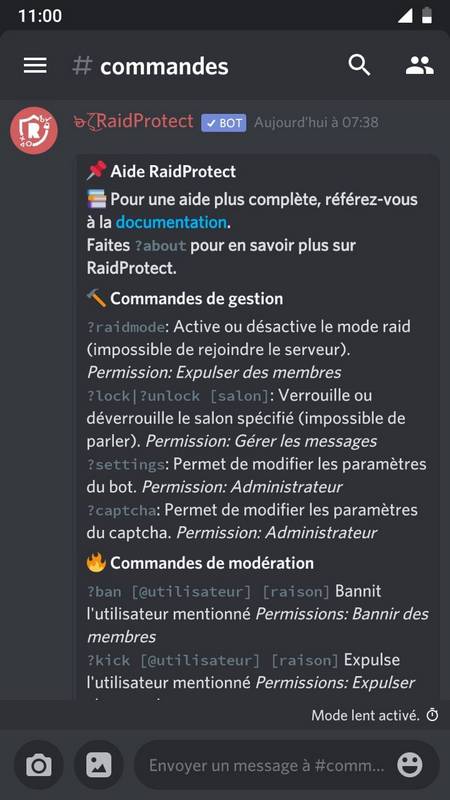 11:00
# commandes
RaidProtect ✔ BOT Aujourd'hui à 07:38
Aide RaidProtect
Pour une aide plus complète, référez-vous
à la documentation.
Faites ?about pour en savoir plus sur
RaidProtect.
Commandes de gestion
?raidmode: Active ou désactive le mode raid
(impossible de rejoindre le serveur).
Permission: Expulser des membres
?lock|?unlock [salon]: Verrouille ou
déverrouille le salon spécifié (impossible de
parler). Permission: Gérer les messages
?settings: Permet de modifier les paramètres
du bot. Permission: Administrateur
?captcha: Permet de modifier les paramètres
du captcha. Permission: Administrateur
Commandes de modération
?ban [@utilisateur] [raison] Bannit
l'utilisateur mentionné Permissions: Bannir des
membres
?kick [@utilisateur] [raison] Expulse
l'utilisateur mentionné Permissions: Expulser
Mode lent activé.
Envoyer un message à #comm...